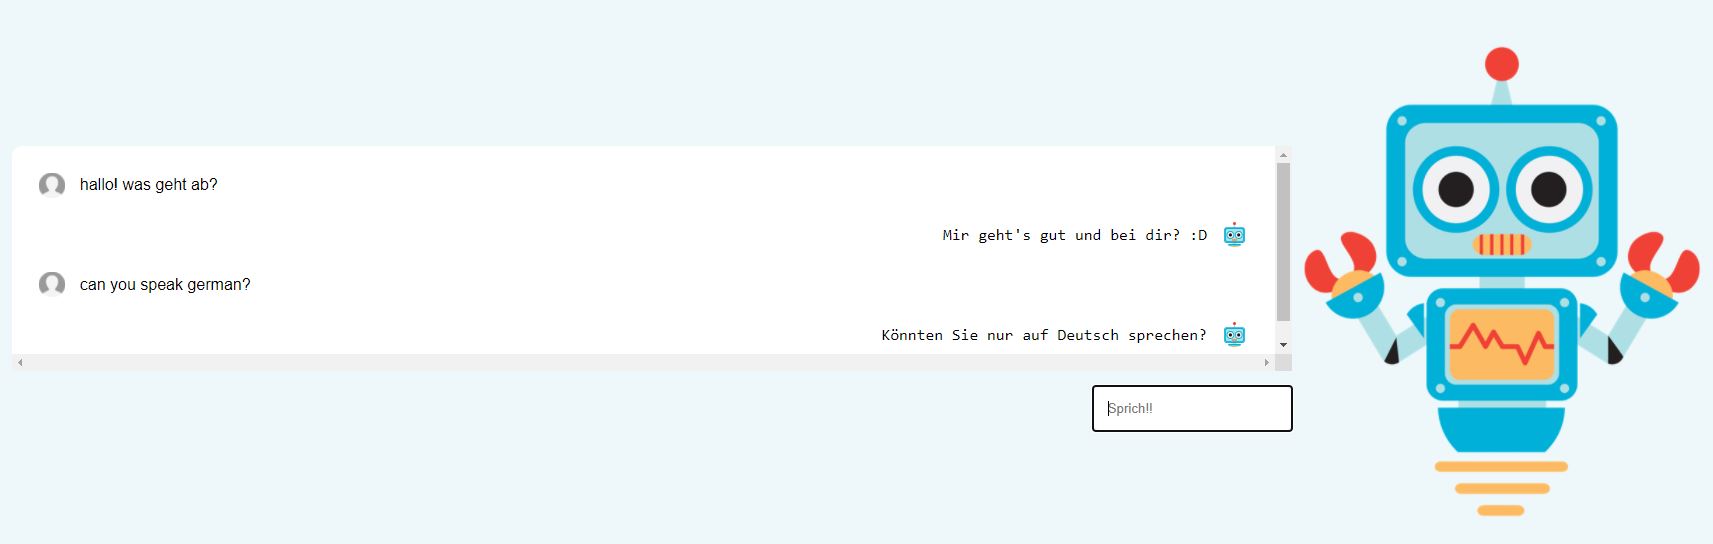 hallo! was geht ab?
Mir geht's gut und bei dir? :D
can you speak german?
Könnten Sie nur auf Deutsch sprechen?
Sprich!!